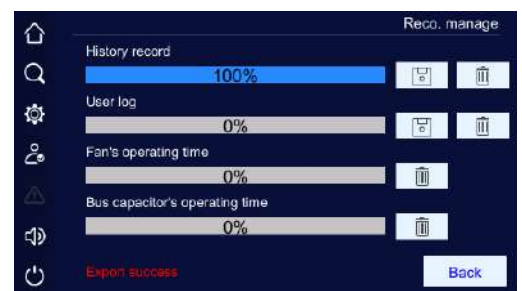 Reco. manage
History record
100%
User log
0%
Fan's operating time
0%
Bus capacitor's operating time
0%
Export success
Back